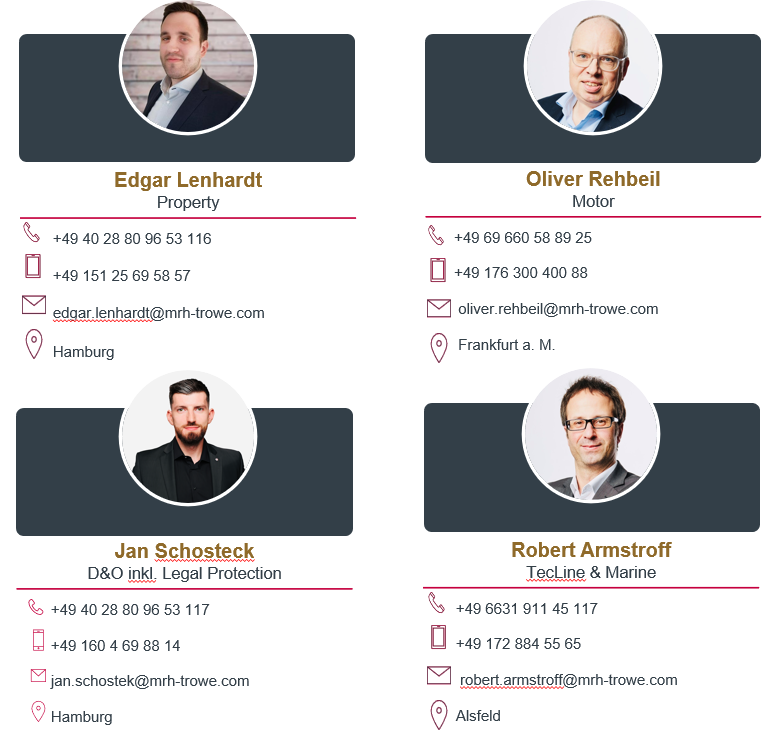 Edgar Lenhardt
Property
+49 40 28 80 96 53 116
+49 151 25 69 58 57
edgar.lenhardt@mrh-trowe.com
Hamburg
Oliver Rehbeil
Motor
+49 69 660 58 89 25
+49 176 300 400 88
oliver.rehbeil@mrh-trowe.com
Frankfurt a. M.
Jan Schosteck
D&O inkl. Legal Protection
+49 40 28 80 96 53 117
+49 160 4 69 88 14
jan.schostek@mrh-trowe.com
Hamburg
Robert Armstroff
TecLine & Marine
+49 6631 911 45 117
+49 172 884 55 65
robert.armstroff@mrh-trowe.com
Alsfeld